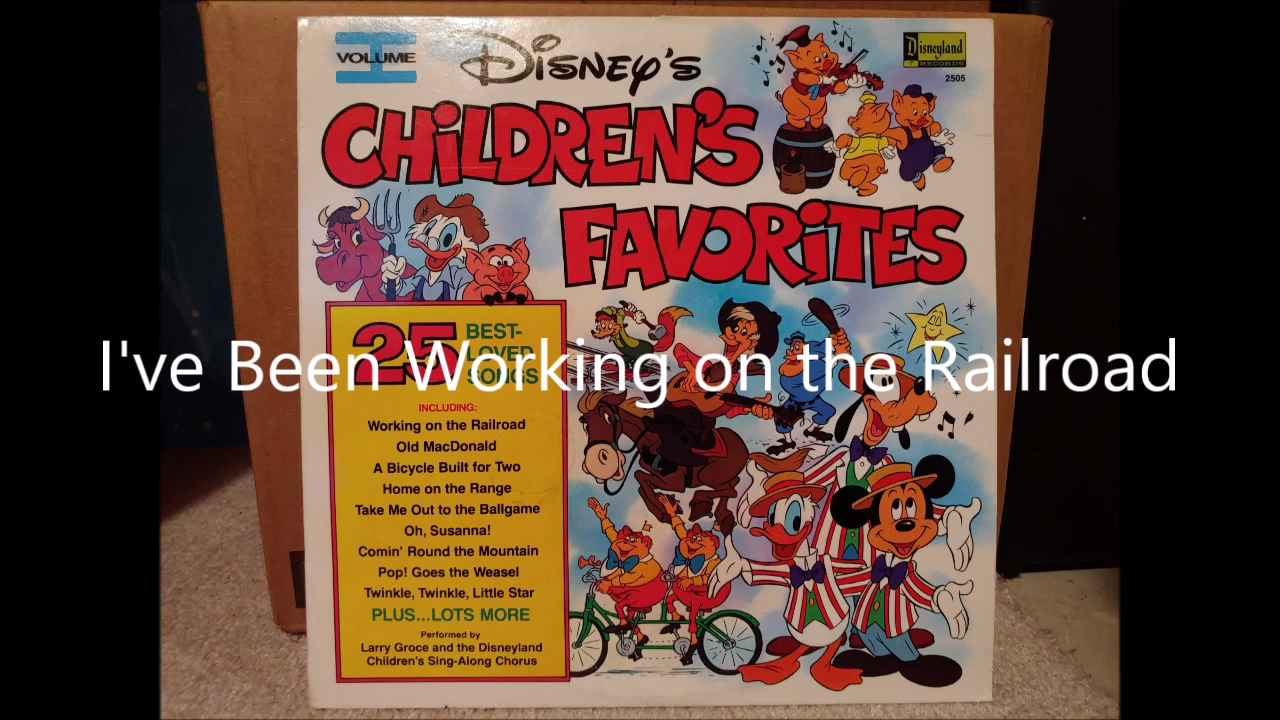 VOLUME
I
DiSNEY'S
Disneyland
RECORDS
2505
CHiLDREN'S
FAVORiTES
25 BEST-
LOVED
SONGS
I've Been Working on the Railroad
INCLUDING:
Working on the Railroad
Old MacDonald
A Bicycle Built for Two
Home on the Range
Take Me Out to the Ballgame
Oh, Susanna!
Comin' Round the Mountain
Pop! Goes the Weasel
Twinkle, Twinkle, Little Star
PLUS...LOTS MORE
Performed by
Larry Groce and the Disneyland
Children's Sing-Along Chorus